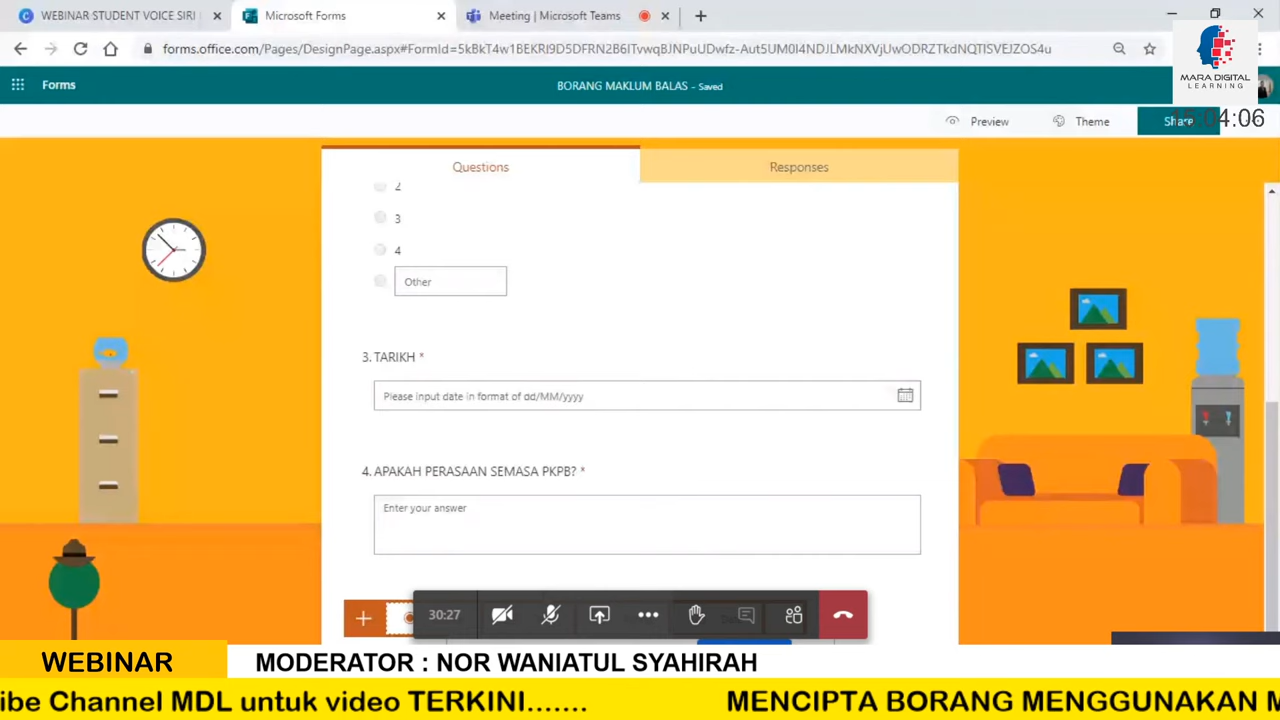 WEBINAR STUDENT VOICE SIRI
Microsoft Forms
Meeting | Microsoft Teams
forms.office.com/Pages/DesignPage.aspx#FormId=5kBkT4w1BEKRI9D5DFRN2B6ITvwqBJNPuUDwfz-Aut5UM0I4NDJLMkNXVjUwODRZTkdNQTlSVEJZOS4u
MARA DIGITAL
LEARNING
Forms
BORANG MAKLUM BALAS - Saved
Preview
Theme
Share
04:06
Questions
Responses
2
3
4
Other
3. TARIKH *
Please input date in format of dd/MM/yyyy
4. APAKAH PERASAAN SEMASA PKPB? *
Enter your answer
30:27
WEBINAR
MODERATOR : NOR WANIATUL SYAHIRAH
ibe Channel MDL untuk video TERKINI.......
MENCIPTA BORANG MENGGUNAKAN M